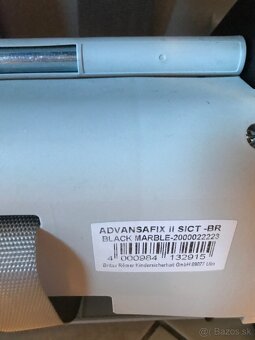 ADVANSAFIX II SICT -BR
BLACK MARBLE-2000022223
4 000984 132915
Britax Römer Kindersicherheit GmbH 89077 Ulm
bazos.sk